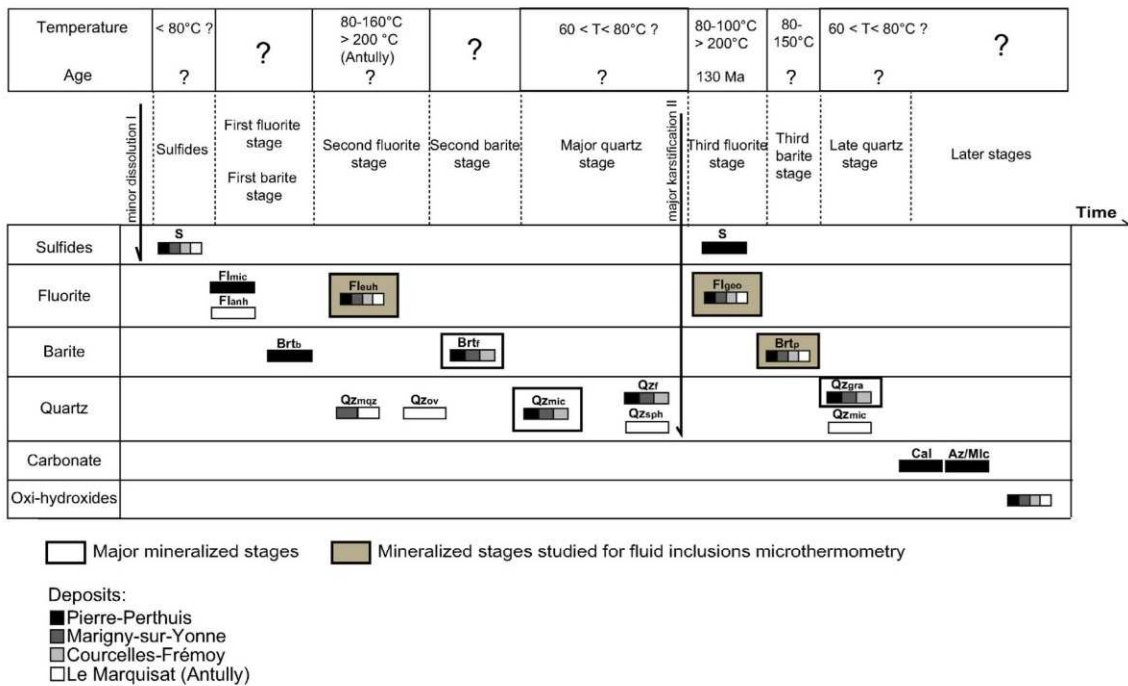 Temperature
< 80°C ?
?
80-160°C
> 200 °C
(Antully)
?
60 < T< 80°C ?
80-100°C
> 200°C
80-
150°C
60 < T< 80°C ?
?
Age
?
?
?
130 Ma
?
?
minor dissolution I
Sulfides
First fluorite
stage
First barite
stage
Second fluorite
stage
Second barite
stage
Major quartz
stage
major karstification II
Third fluorite
stage
Third
barite
stage
Late quartz
stage
Later stages
Time
Sulfides
S
S
Fluorite
Flmic
Flanh
Fleuh
Flgeo
Barite
Brtb
Brtf
Brtp
Quartz
Qzmqz
Qzov
Qzmic
Qzf
Qzsph
Qzgra
Qzmic
Carbonate
Cal
Az/Mlc
Oxi-hydroxides
Major mineralized stages
Mineralized stages studied for fluid inclusions microthermometry
Deposits:
Pierre-Perthuis
Marigny-sur-Yonne
Courcelles-Frémoy
Le Marquisat (Antully)